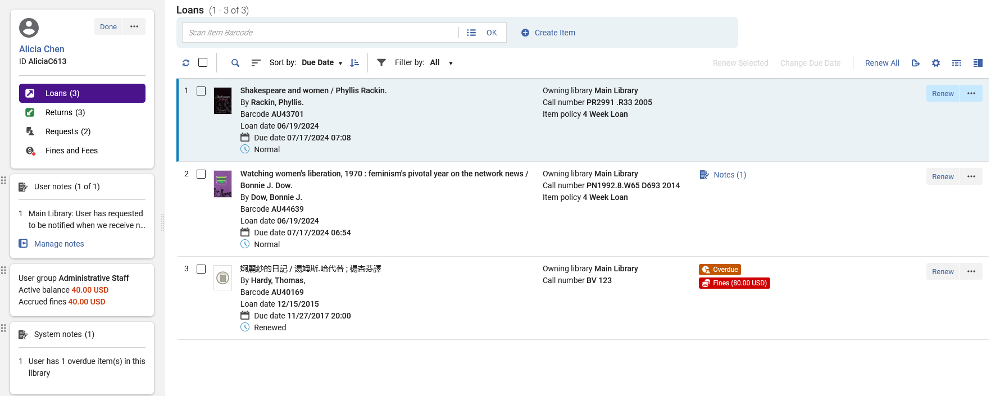 Done
Alicia Chen
ID AliciaC613
Loans (3)
Returns (3)
Requests (2)
Fines and Fees
User notes (1 of 1)
1 Main Library: User has requested
to be notified when we receive n...
Manage notes
User group Administrative Staff
Active balance 40.00 USD
Accrued fines 40.00 USD
System notes (1)
1 User has 1 overdue item(s) in this
library
Loans (1 - 3 of 3)
Scan Item Barcode OK Create Item
Sort by: Due Date Filter by: All Renew Selected Change Due Date Renew All
1 Shakespeare and women / Phyllis Rackin.
By Rackin, Phyllis.
Barcode AU43701
Loan date 06/19/2024
Due date 07/17/2024 07:08
Normal
Owning library Main Library
Call number PR2991 .R33 2005
Item policy 4 Week Loan
Renew
2 Watching women's liberation, 1970 : feminism's pivotal year on the network news /
Bonnie J. Dow.
By Dow, Bonnie J.
Barcode AU44639
Loan date 06/19/2024
Due date 07/17/2024 06:54
Normal
Owning library Main Library
Call number PN1992.8.W65 D693 2014
Item policy 4 Week Loan
Notes (1)
Renew
3 婀麗紗的日記 / 湯姆斯.哈代著 ; 楊杏芬譯
By Hardy, Thomas,
Barcode AU40169
Loan date 12/15/2015
Due date 11/27/2017 20:00
Renewed
Owning library Main Library
Call number BV 123
Overdue
Fines (80.00 USD)
Renew